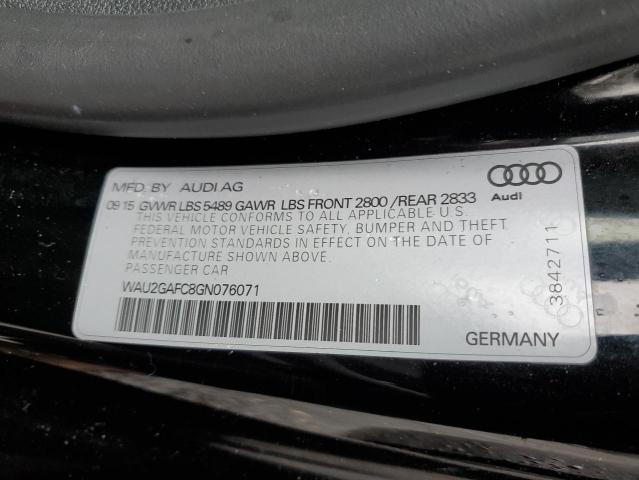 MFD. BY AUDI AG
Audi
09 15 GVWR LBS 5489 GAWR LBS FRONT 2800 /REAR 2833
THIS VEHICLE CONFORMS TO ALL APPLICABLE U.S.
FEDERAL MOTOR VEHICLE SAFETY, BUMPER AND THEFT
PREVENTION STANDARDS IN EFFECT ON THE DATE OF
MANUFACTURE SHOWN ABOVE.
PASSENGER CAR
WAU2GAFC8GN076071
3842711
GERMANY